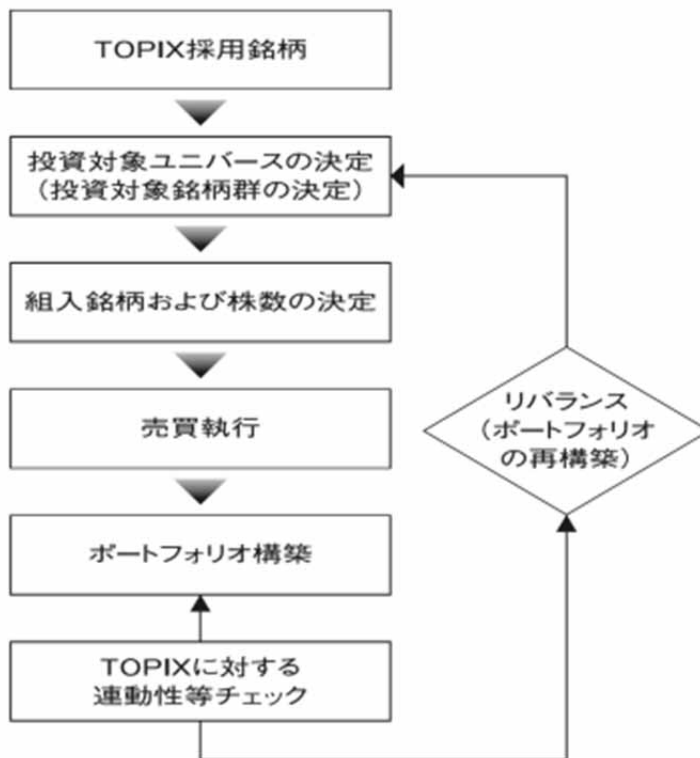 TOPIX採用銘柄
投資対象ユニバースの決定
（投資対象銘柄群の決定）
組入銘柄および株数の決定
売買執行
ポートフォリオ構築
TOPIXに対する
連動性等チェック
リバランス
（ポートフォリオ
の再構築）